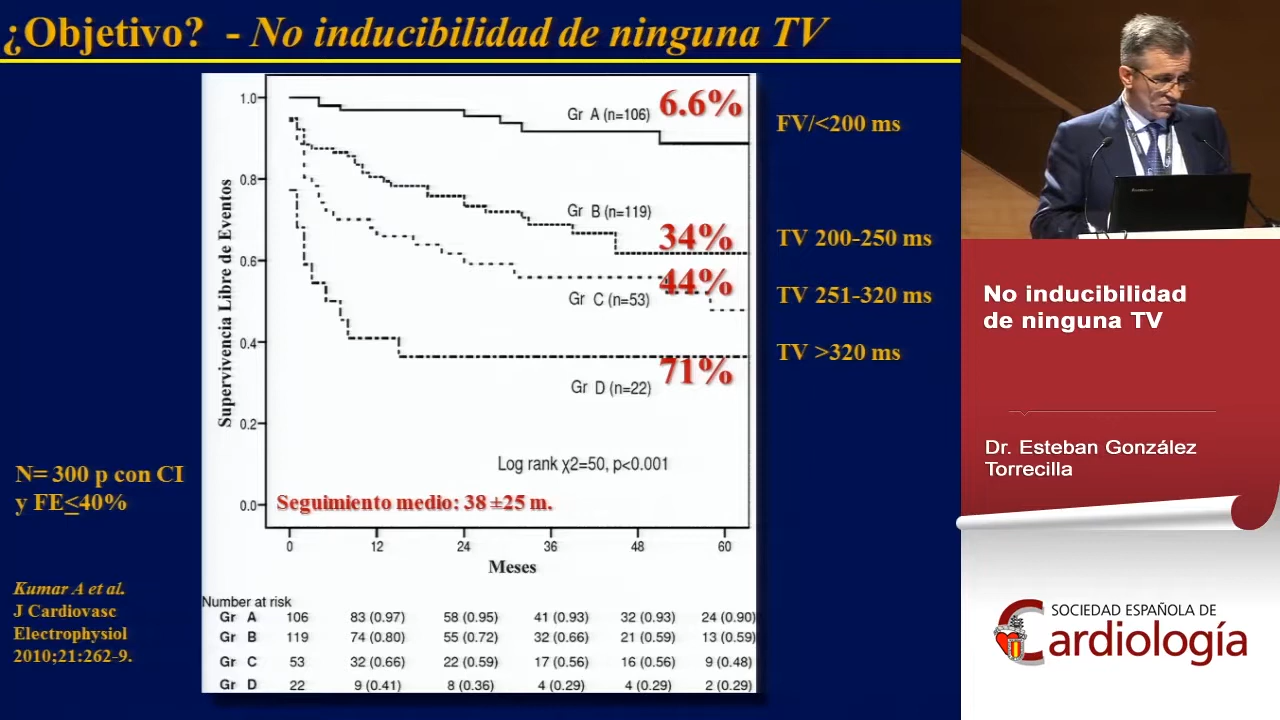 ¿Objetivo?  - No inducibilidad de ninguna TV
Supervivencia Libre de Eventos
1.0
0.8
0.6
0.4
0.2
0.0
Gr A (n=106)
6.6%
Gr B (n=119)
34%
44%
Gr C (n=53)
71%
Gr D (n=22)
Log rank χ2=50, p<0.001
Seguimiento medio: 38 ±25 m.
0 12 24 36 48 60
Meses
FV/<200 ms
TV 200-250 ms
TV 251-320 ms
TV >320 ms
N= 300 p con CI
y FE≤40%
Kumar A et al.
J Cardiovasc
Electrophysiol
2010;21:262-9.
Number at risk
Gr A 106 83 (0.97) 58 (0.95) 41 (0.93) 32 (0.93) 24 (0.90)
Gr B 119 74 (0.80) 55 (0.72) 32 (0.66) 21 (0.59) 13 (0.59)
Gr C 53 32 (0.66) 22 (0.59) 17 (0.56) 16 (0.56) 9 (0.48)
Gr D 22 9 (0.41) 8 (0.36) 4 (0.29) 4 (0.29) 2 (0.29)
No inducibilidad
de ninguna TV
Dr. Esteban González
Torrecilla
SOCIEDAD ESPAÑOLA DE
Cardiología